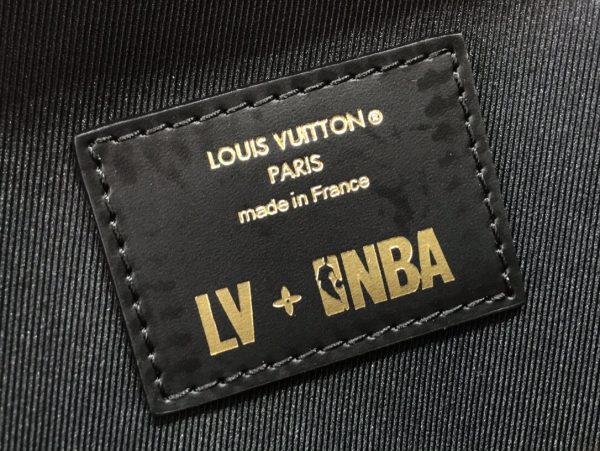 LOUIS VUITTON®
PARIS
made in France
LV + NBA